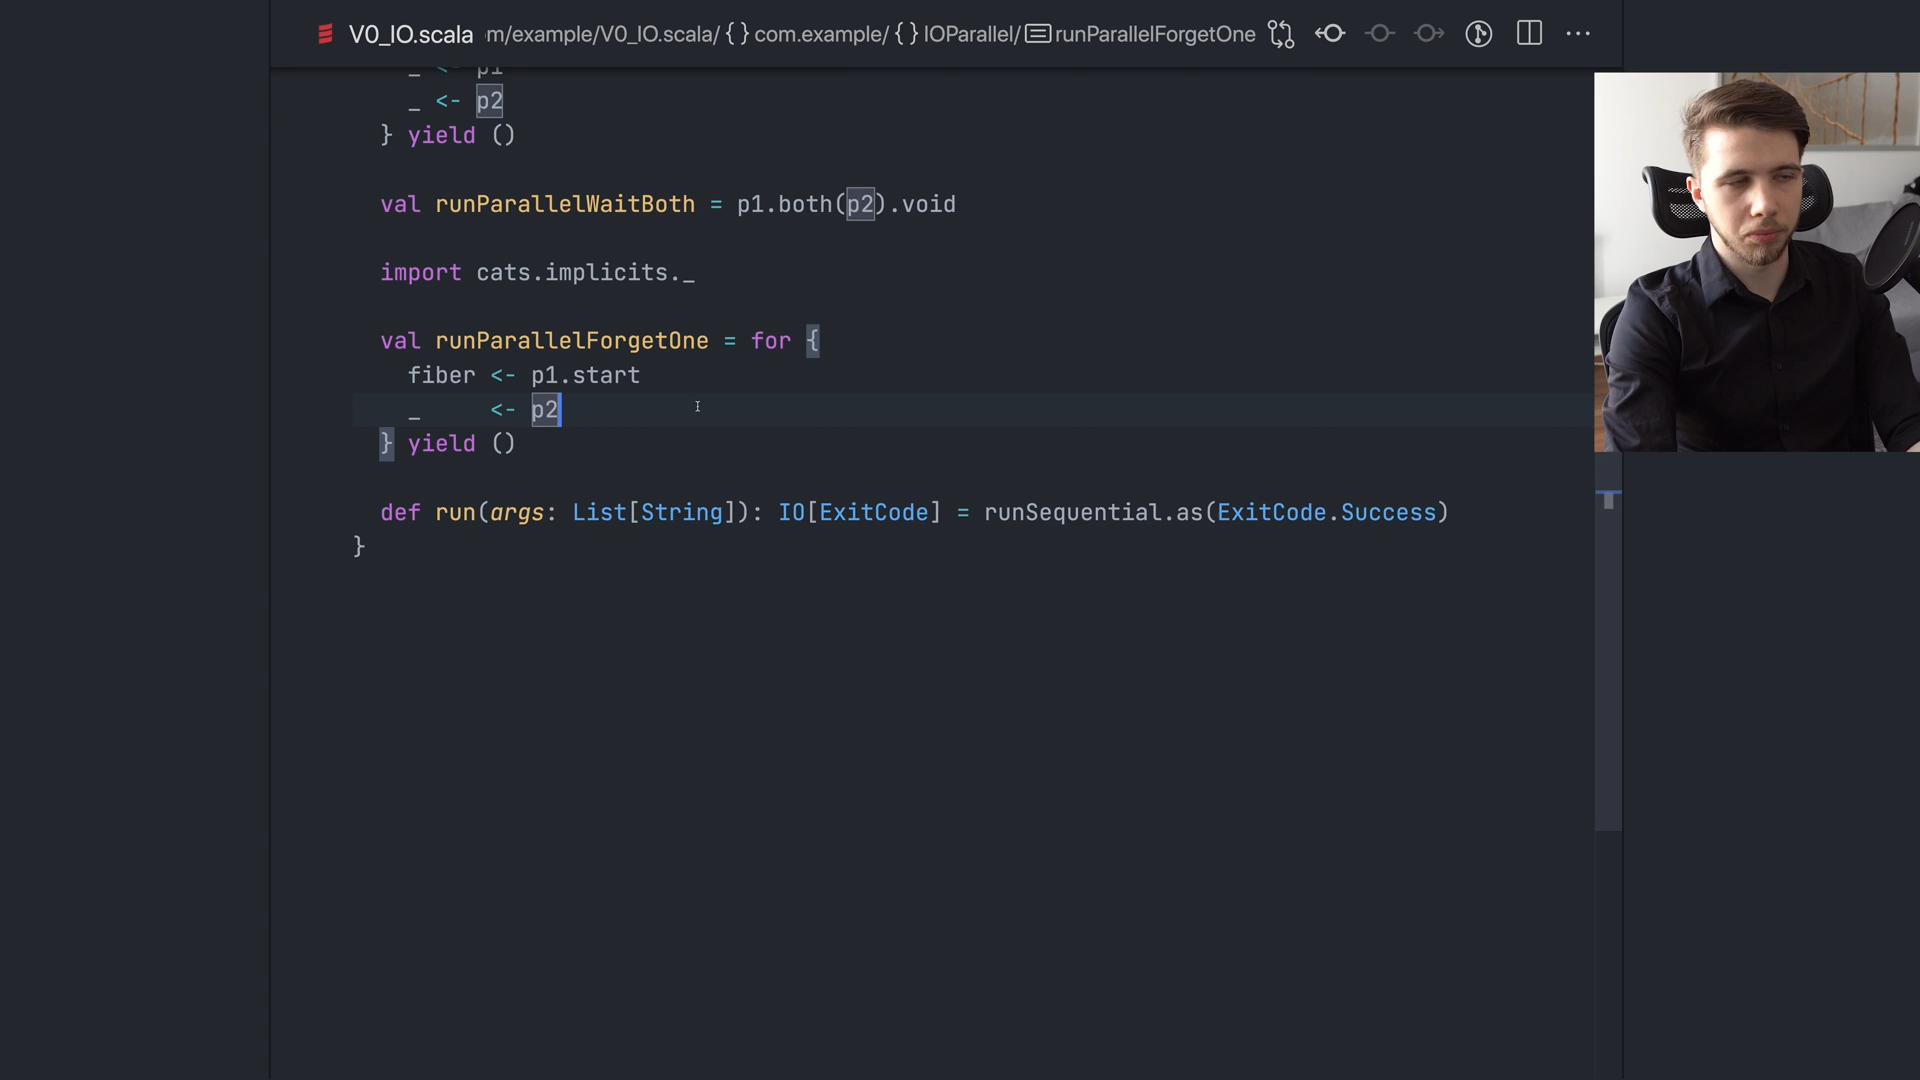 V0_IO.scala m/example/V0_IO.scala/ {} com.example/ {} IOParallel/ runParallelForgetOne
_ <- p1
_ <- p2
} yield ()
val runParallelWaitBoth = p1.both(p2).void
import cats.implicits._
val runParallelForgetOne = for {
fiber <- p1.start
_ <- p2
} yield ()
def run(args: List[String]): IO[ExitCode] = runSequential.as(ExitCode.Success)
}